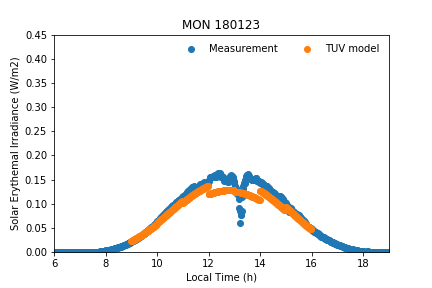 MON 180123
Measurement
TUV model
Solar Erythemal Irradiance (W/m2)
0.45
0.40
0.35
0.30
0.25
0.20
0.15
0.10
0.05
0.00
6 8 10 12 14 16 18
Local Time (h)